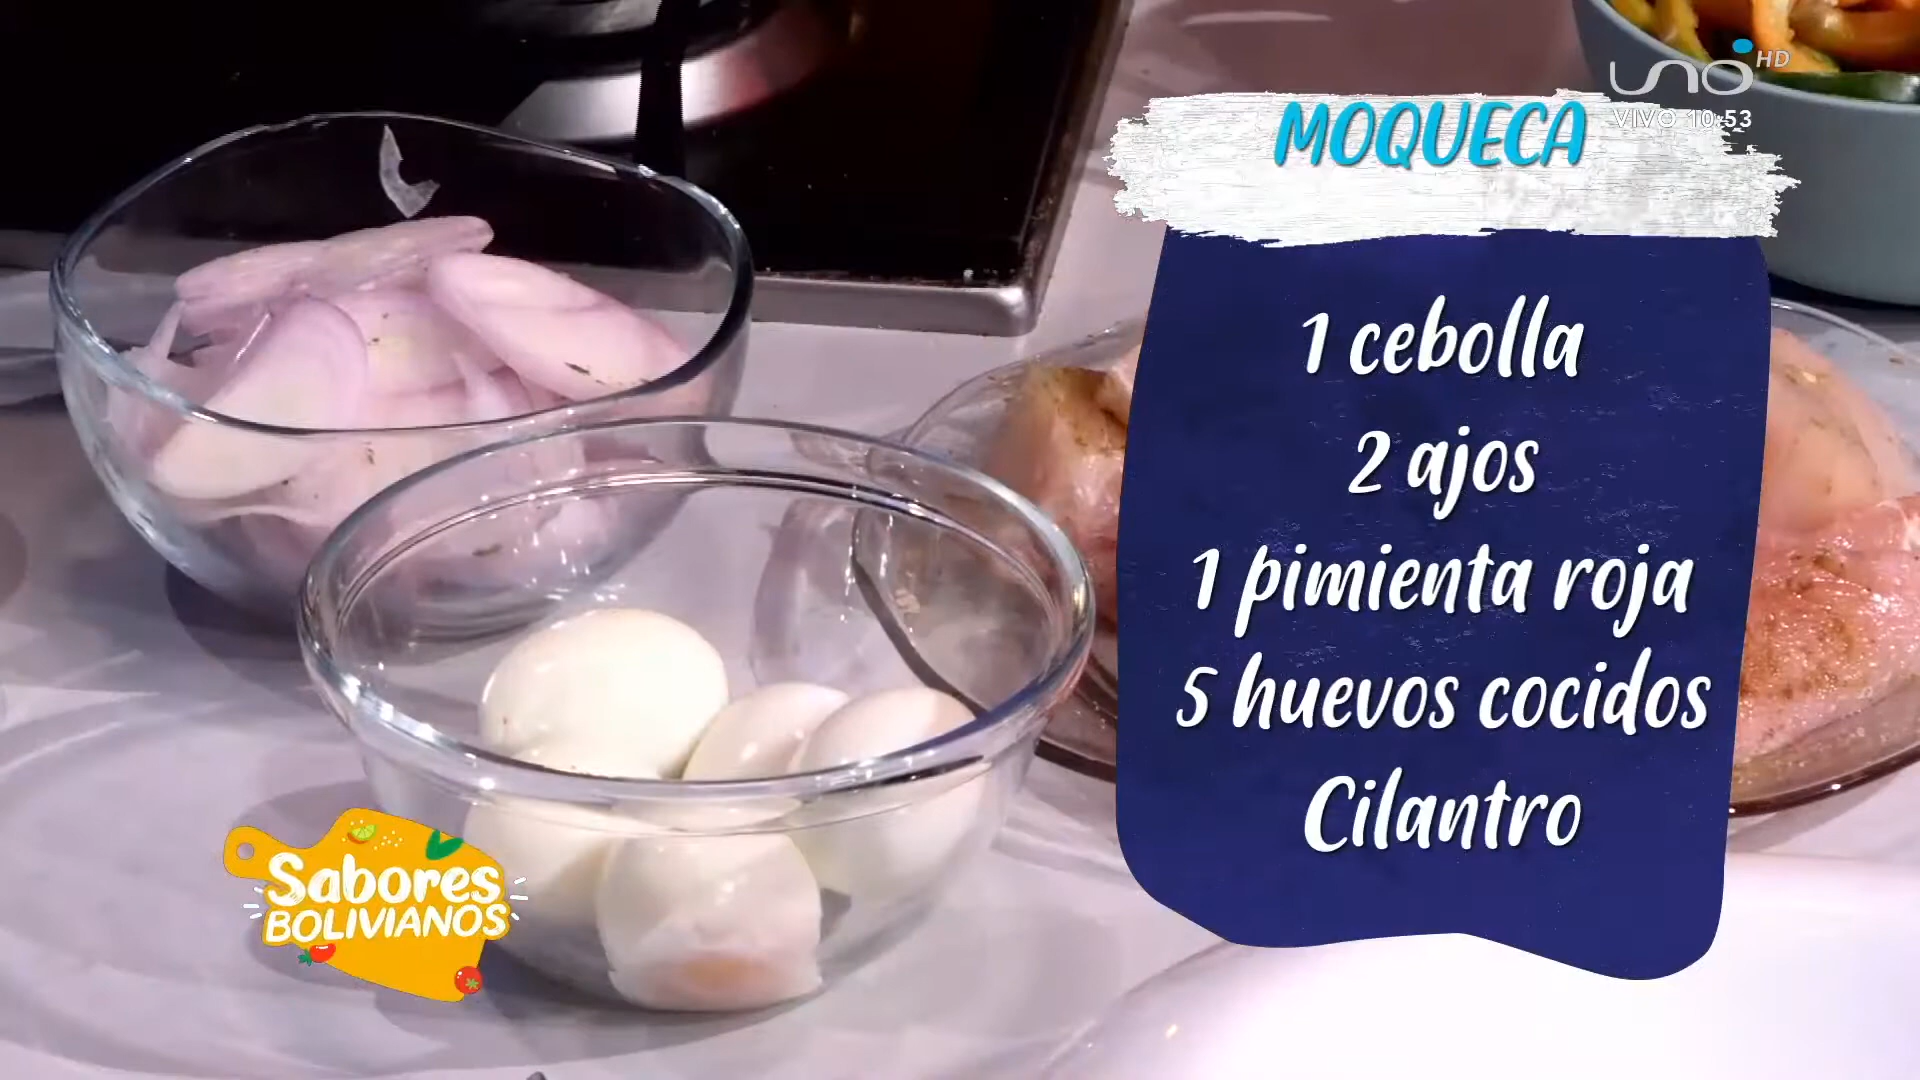 UNO HD
VIVO 10:53
MOQUECA
1 cebolla
2 ajos
1 pimienta roja
5 huevos cocidos
Cilantro
Sabores
BOLIVIANOS